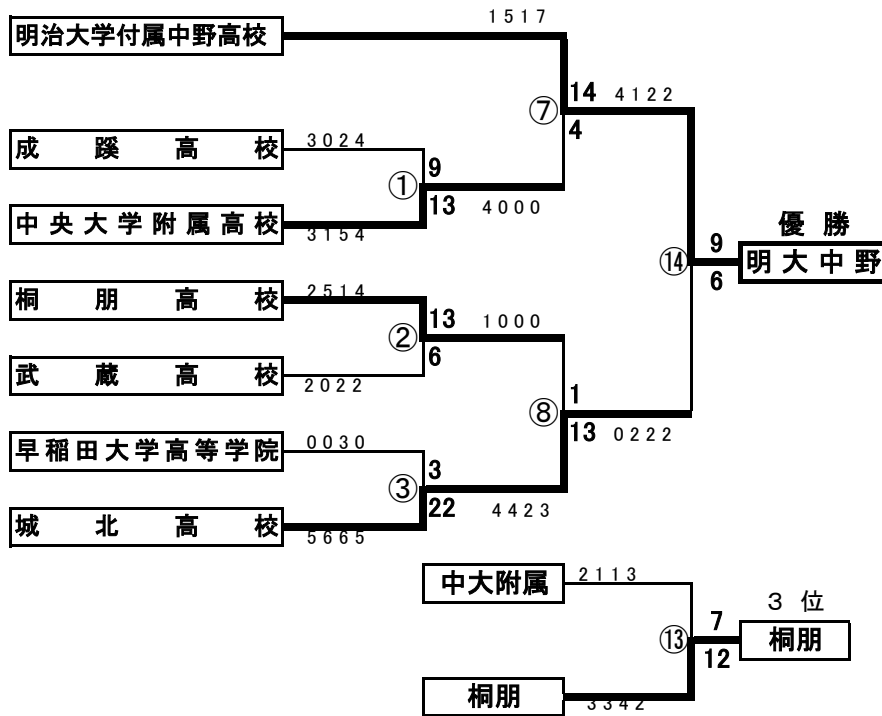 1517
明治大学付属中野高校
14 4122
⑦
4
成蹊高校 3024
9
①
13 4000
中央大学附属高校 3154
優勝
9
⑭ 明大中野
6
桐朋高校 2514
13 1000
②
6
武蔵高校 2022
1
⑧
13 0222
早稲田大学高等学院 0030
3
③
22 4423
城北高校 5665
中大附属 2113
3位
7
⑬ 桐朋
12
桐朋 3342